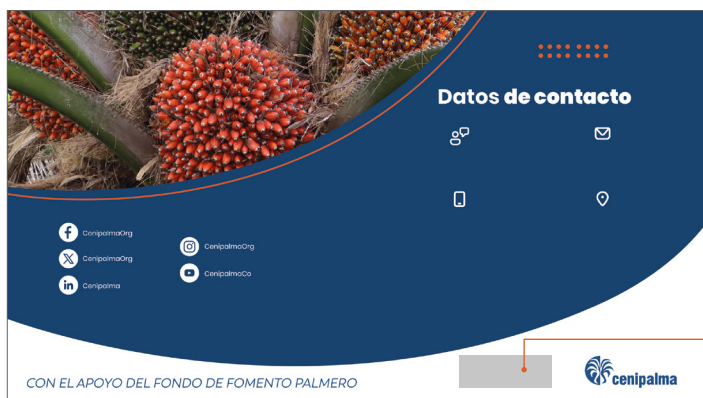 Datos de contacto
CenipalmaOrg
CenipalmaOrg
Cenipalma
CenipalmaOrg
CenipalmaCo
CON EL APOYO DEL FONDO DE FOMENTO PALMERO
cenipalma